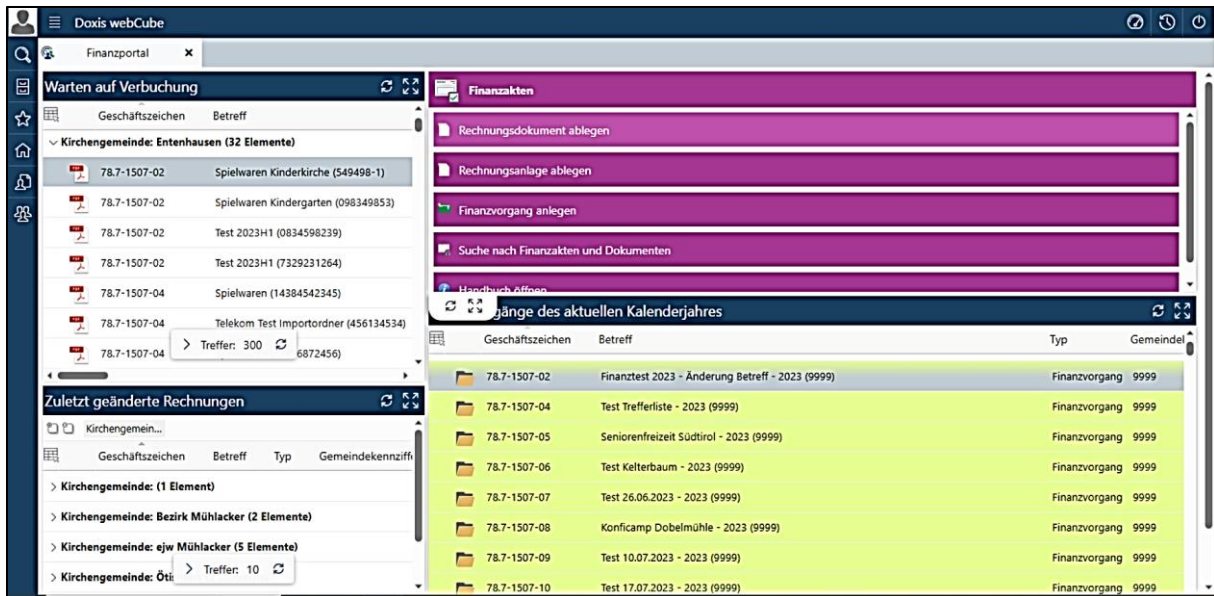 Doxis webCube
Finanzportal
Warten auf Verbuchung
Geschäftszeichen Betreff
Kirchengemeinde: Entenhausen (32 Elemente)
78.7-1507-02 Spielwaren Kinderkirche (549498-1)
78.7-1507-02 Spielwaren Kindergarten (098349853)
78.7-1507-02 Test 2023H1 (0834598239)
78.7-1507-02 Test 2023H1 (7329231264)
78.7-1507-04 Spielwaren (14384542345)
78.7-1507-04 Telekom Test Importordner (456134534)
78.7-1507-04 6872456)
Treffer: 300
Zuletzt geänderte Rechnungen
Kirchengemein...
Geschäftszeichen Betreff Typ Gemeindekennziff
Kirchengemeinde: (1 Element)
Kirchengemeinde: Bezirk Mühlacker (2 Elemente)
Kirchengemeinde: ejw Mühlacker (5 Elemente)
Kirchengemeinde: Ötis
Treffer: 10
Finanzakten
Rechnungsdokument ablegen
Rechnungsanlage ablegen
Finanzvorgang anlegen
Suche nach Finanzakten und Dokumenten
Handbuch öffnen
gänge des aktuellen Kalenderjahres
Geschäftszeichen Betreff Typ Gemeindel
78.7-1507-02 Finanztest 2023 - Änderung Betreff - 2023 (9999) Finanzvorgang 9999
78.7-1507-04 Test Trefferliste - 2023 (9999) Finanzvorgang 9999
78.7-1507-05 Seniorenfreizeit Südtirol - 2023 (9999) Finanzvorgang 9999
78.7-1507-06 Test Kelterbaum - 2023 (9999) Finanzvorgang 9999
78.7-1507-07 Test 26.06.2023 - 2023 (9999) Finanzvorgang 9999
78.7-1507-08 Konficamp Dobelmühle - 2023 (9999) Finanzvorgang 9999
78.7-1507-09 Test 10.07.2023 - 2023 (9999) Finanzvorgang 9999
78.7-1507-10 Test 17.07.2023 - 2023 (9999) Finanzvorgang 9999